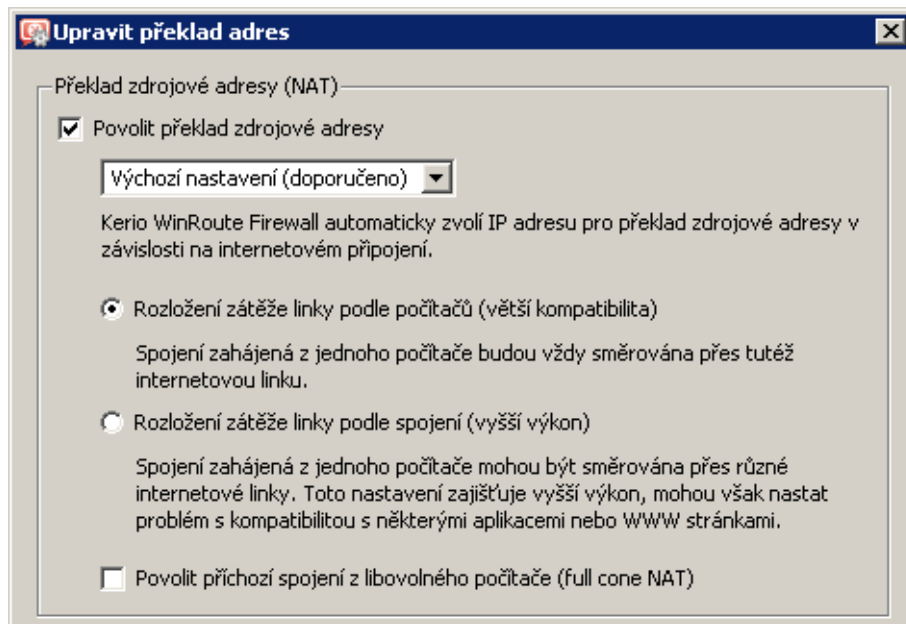 Upravit překlad adres
Překlad zdrojové adresy (NAT)
Povolit překlad zdrojové adresy
Výchozí nastavení (doporučeno)
Kerio WinRoute Firewall automaticky zvolí IP adresu pro překlad zdrojové adresy v
závislosti na internetovém připojení.
Rozložení zátěže linky podle počítačů (větší kompatibilita)
Spojení zahájená z jednoho počítače budou vždy směrována přes tutéž
internetovou linku.
Rozložení zátěže linky podle spojení (vyšší výkon)
Spojení zahájená z jednoho počítače mohou být směrována přes různé
internetové linky. Toto nastavení zajišťuje vyšší výkon, mohou však nastat
problém s kompatibilitou s některými aplikacemi nebo WWW stránkami.
Povolit příchozí spojení z libovolného počítače (full cone NAT)